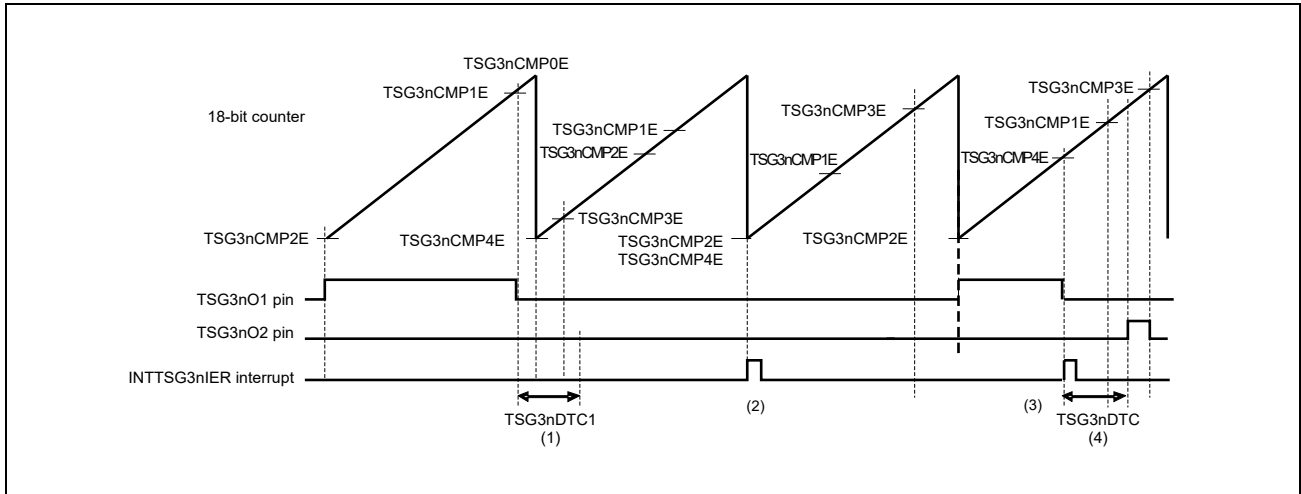 TSG3nCMP0E
TSG3nCMP1E
18-bit counter
TSG3nCMP2E
TSG3nCMP1E
TSG3nCMP2E
TSG3nCMP3E
TSG3nCMP4E
TSG3nCMP3E
TSG3nCMP1E
TSG3nCMP2E
TSG3nCMP4E
TSG3nCMP3E
TSG3nCMP1E
TSG3nCMP4E
TSG3nCMP2E
TSG3nO1 pin
TSG3nO2 pin
INTTSG3nIER interrupt
TSG3nDTC1
(1)
(2)
(3)
TSG3nDTC
(4)